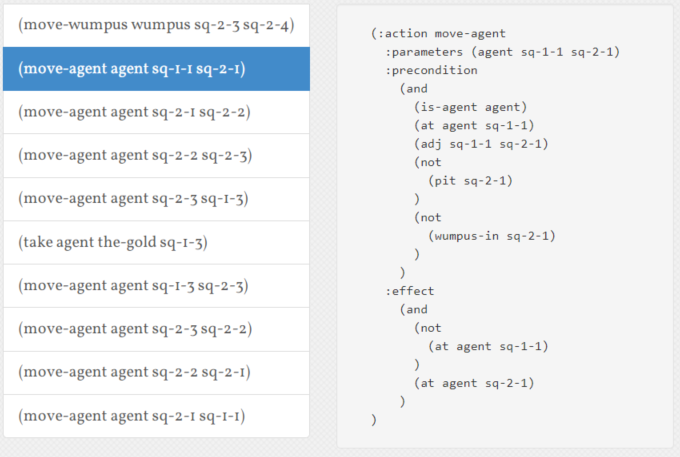 (move-wumpus wumpus sq-2-3 sq-2-4)
(move-agent agent sq-1-1 sq-2-1)
(move-agent agent sq-2-1 sq-2-2)
(move-agent agent sq-2-2 sq-2-3)
(move-agent agent sq-2-3 sq-1-3)
(take agent the-gold sq-1-3)
(move-agent agent sq-1-3 sq-2-3)
(move-agent agent sq-2-3 sq-2-2)
(move-agent agent sq-2-2 sq-2-1)
(move-agent agent sq-2-1 sq-1-1)
(:action move-agent
  :parameters (agent sq-1-1 sq-2-1)
  :precondition
    (and
      (is-agent agent)
      (at agent sq-1-1)
      (adj sq-1-1 sq-2-1)
      (not
        (pit sq-2-1)
      )
      (not
        (wumpus-in sq-2-1)
      )
    )
  :effect
    (and
      (not
        (at agent sq-1-1)
      )
      (at agent sq-2-1)
    )
)